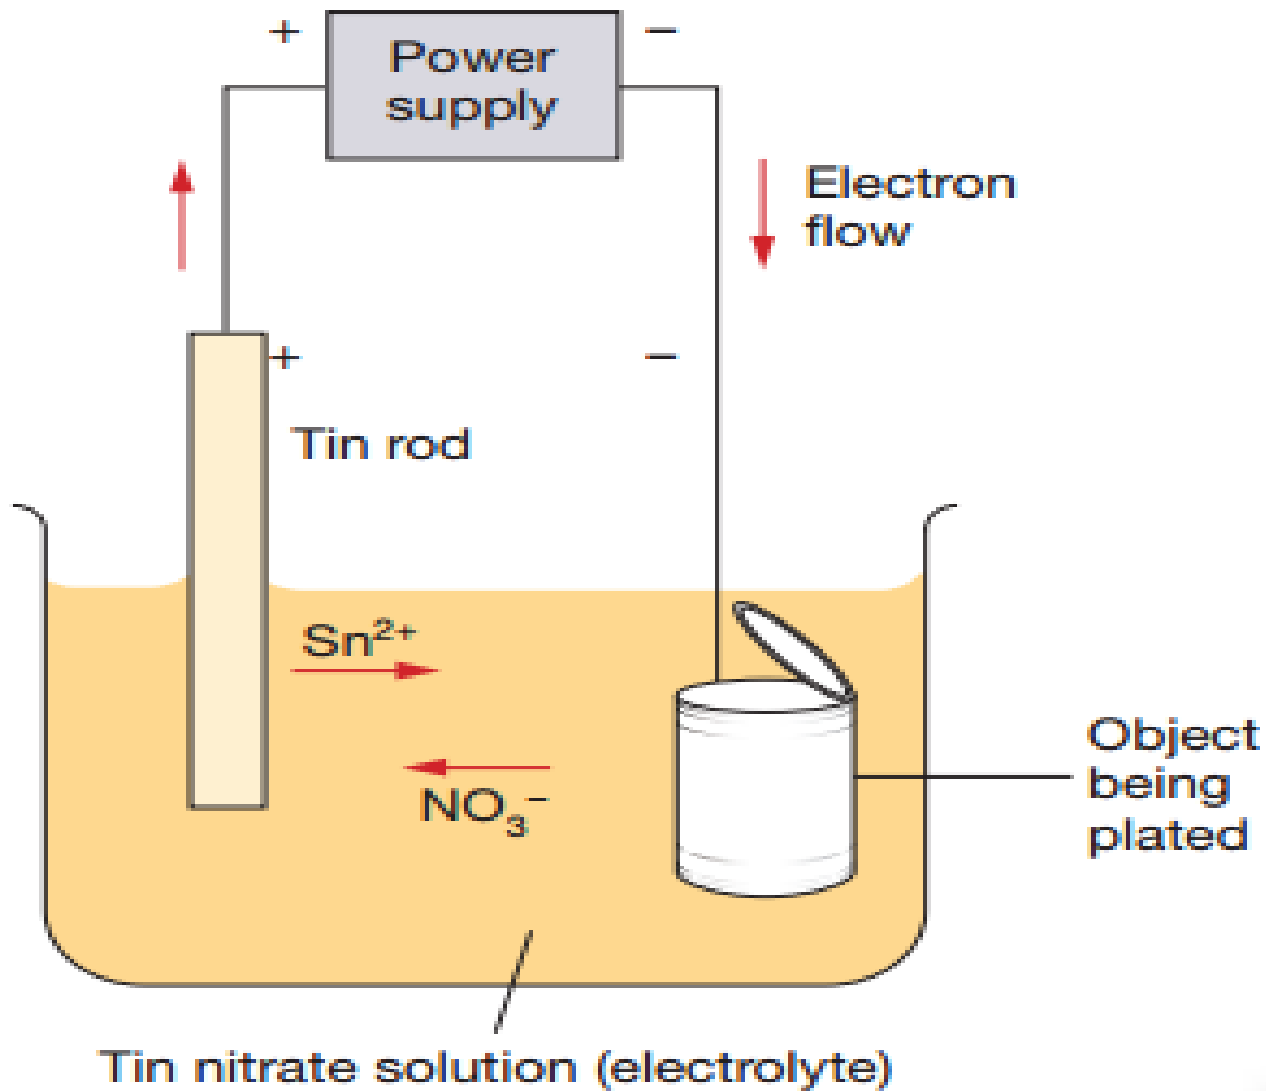 +
Power
supply
−
Electron
flow
+
−
Tin rod
Sn²⁺
NO₃⁻
Object
being
plated
Tin nitrate solution (electrolyte)